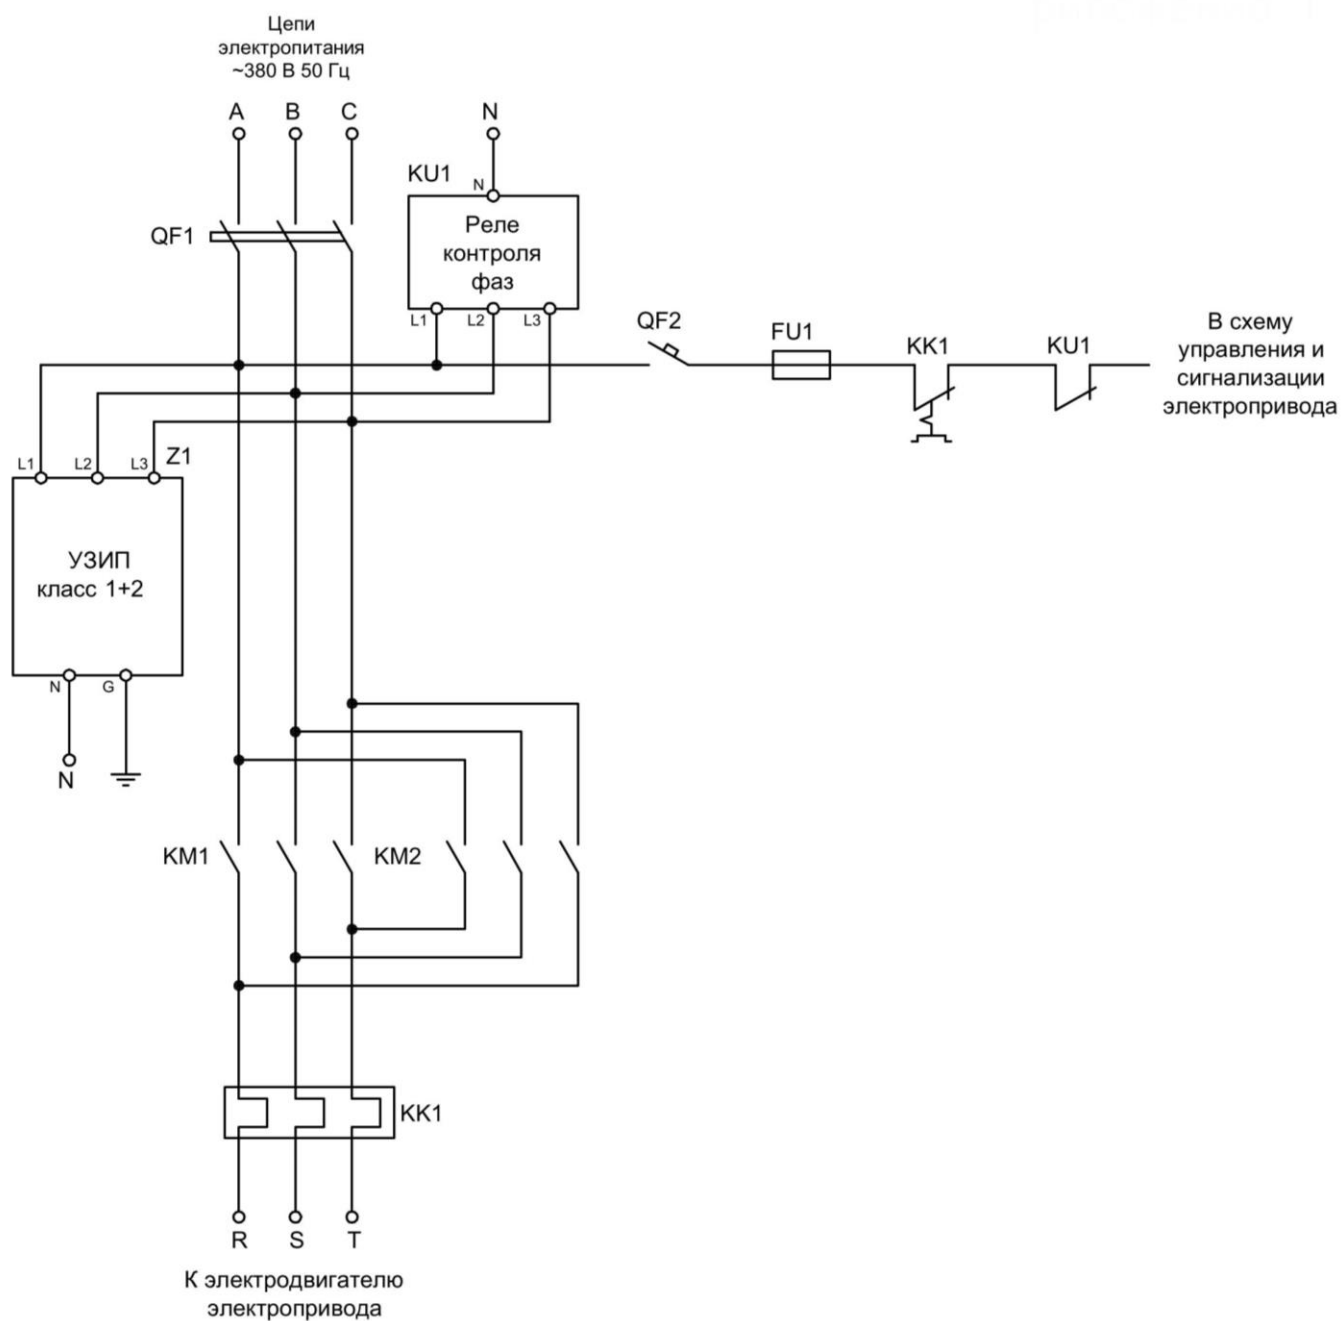 Цепи
электропитания
~380 В 50 Гц
A
B
C
N
KU1
N
QF1
Реле
контроля
фаз
L1
L2
L3
QF2
FU1
KK1
KU1
В схему
управления и
сигнализации
электропривода
L1
L2
L3
Z1
УЗИП
класс 1+2
N
G
N
KM1
KM2
KK1
R
S
T
К электродвигателю
электропривода